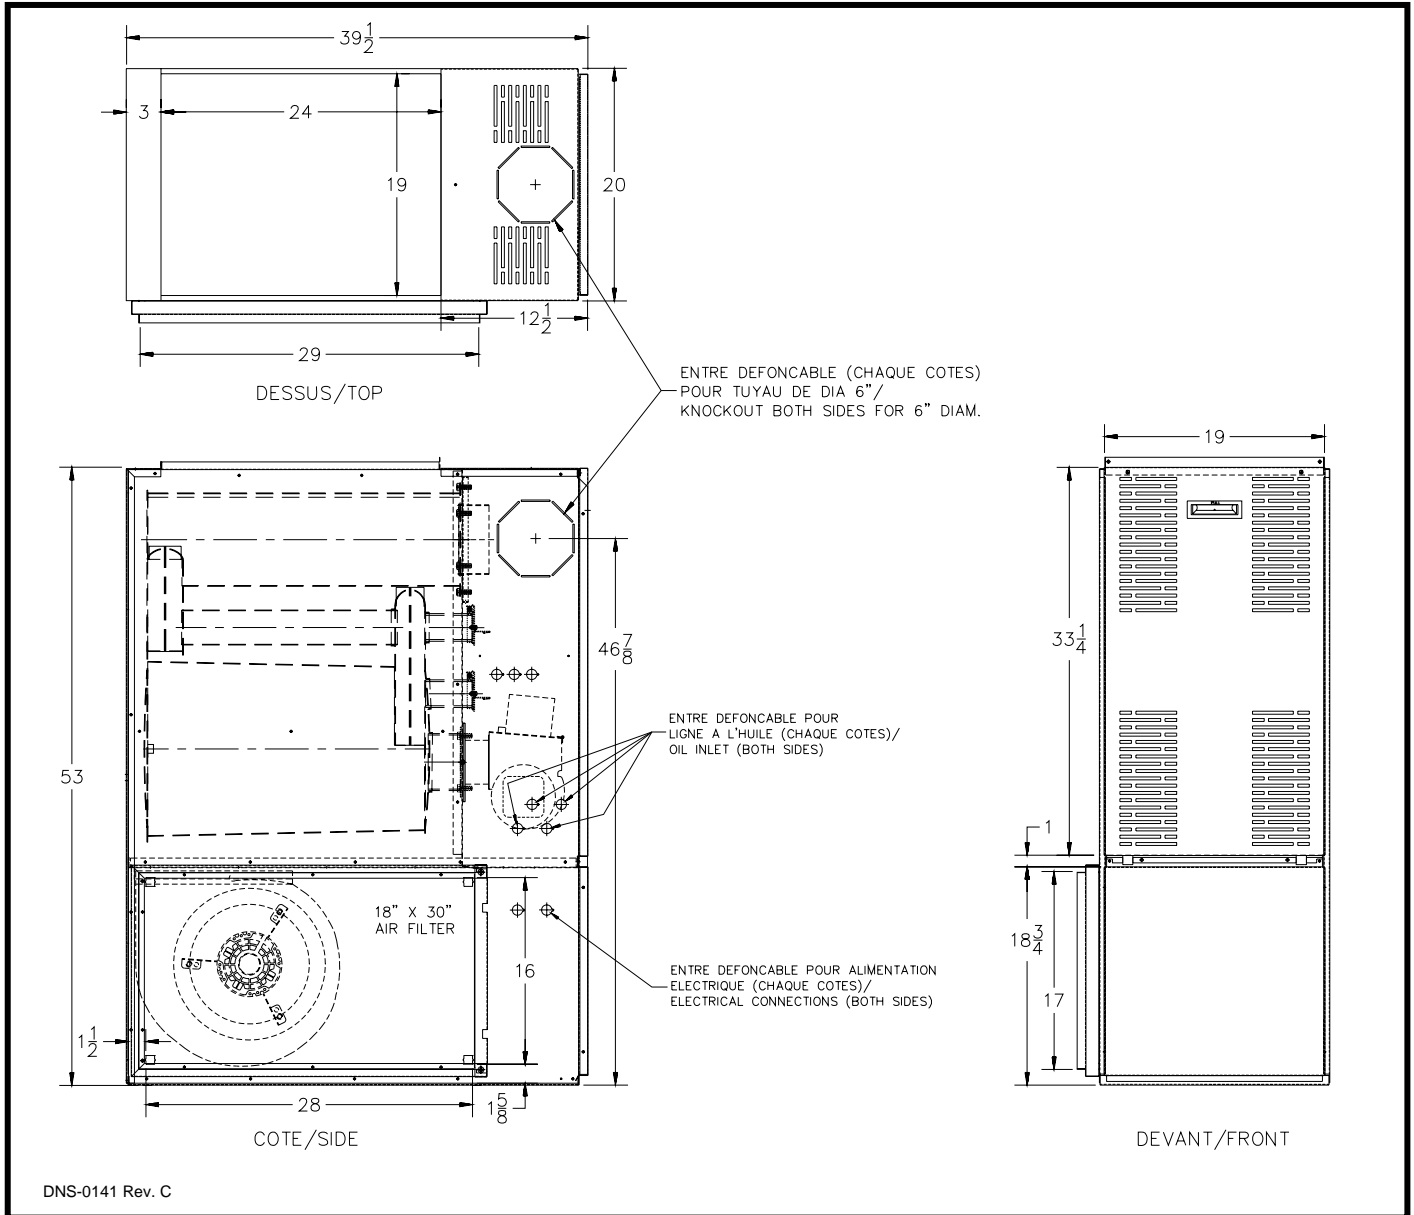 39 1/2
3
24
19
20
12 1/2
29
DESSUS/TOP
ENTRE DEFONCABLE (CHAQUE COTES)
POUR TUYAU DE DIA 6”/
KNOCKOUT BOTH SIDES FOR 6” DIAM.
53
46 7/8
ENTRE DEFONCABLE POUR
LIGNE A L'HUILE (CHAQUE COTES)/
OIL INLET (BOTH SIDES)
18” X 30”
AIR FILTER
16
ENTRE DEFONCABLE POUR ALIMENTATION
ELECTRIQUE (CHAQUE COTES)/
ELECTRICAL CONNECTIONS (BOTH SIDES)
1 1/2
28
1 5/8
COTE/SIDE
19
33 1/4
1
18 3/4
17
DEVANT/FRONT
DNS-0141 Rev. C